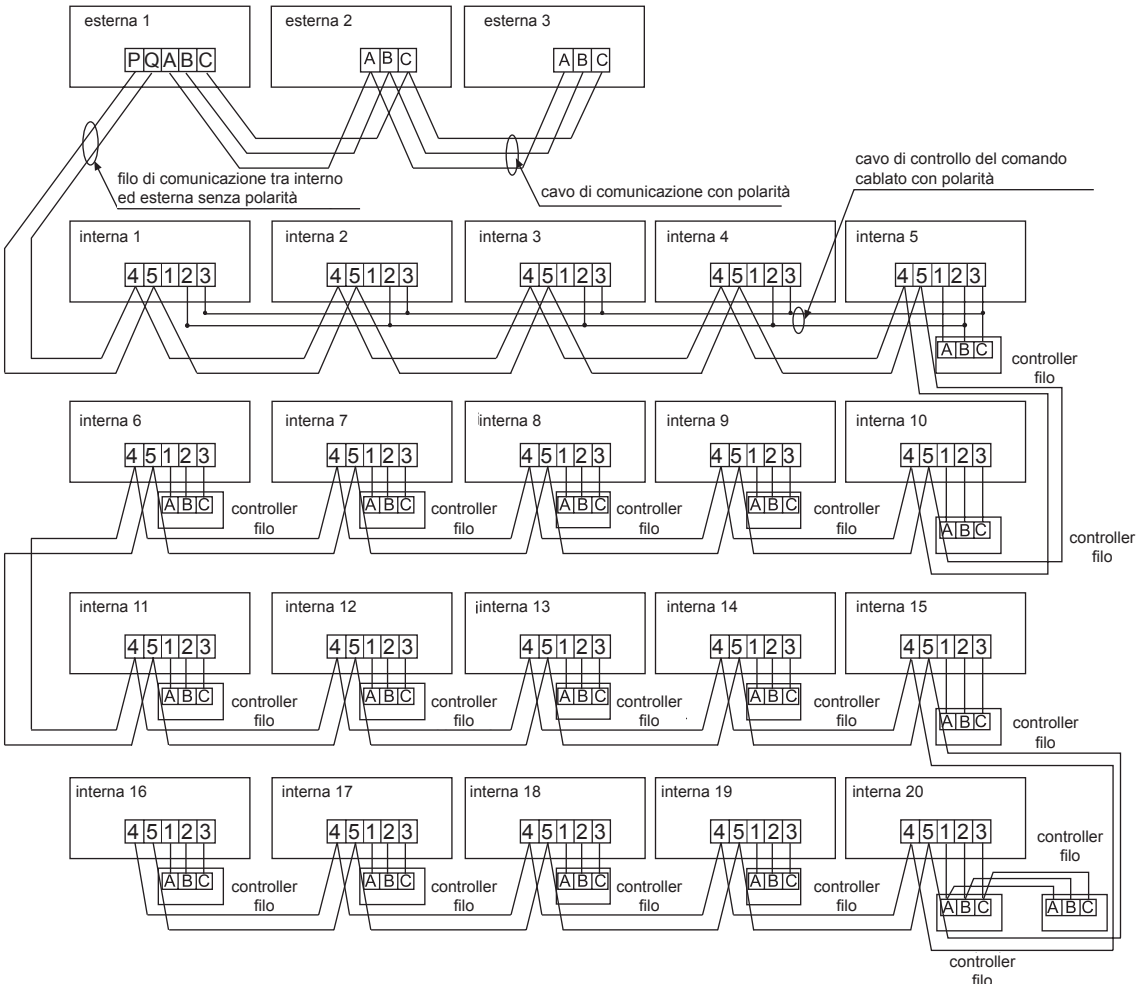 esterna 1
esterna 2
esterna 3
P Q A B C
A B C
A B C
filo di comunicazione tra interno
ed esterna senza polarità
cavo di comunicazione con polarità
cavo di controllo del comando
cablato con polarità
interna 1
interna 2
interna 3
interna 4
interna 5
4 5 1 2 3
4 5 1 2 3
4 5 1 2 3
4 5 1 2 3
4 5 1 2 3
A B C
controller
filo
interna 6
interna 7
interna 8
interna 9
interna 10
4 5 1 2 3
4 5 1 2 3
4 5 1 2 3
4 5 1 2 3
4 5 1 2 3
A B C
controller
filo
A B C
controller
filo
A B C
controller
filo
A B C
controller
filo
A B C
controller
filo
interna 11
interna 12
interna 13
interna 14
interna 15
4 5 1 2 3
4 5 1 2 3
4 5 1 2 3
4 5 1 2 3
4 5 1 2 3
A B C
controller
filo
A B C
controller
filo
A B C
controller
filo
A B C
controller
filo
A B C
controller
filo
interna 16
interna 17
interna 18
interna 19
interna 20
4 5 1 2 3
4 5 1 2 3
4 5 1 2 3
4 5 1 2 3
4 5 1 2 3
controller
filo
A B C
controller
filo
A B C
controller
filo
A B C
controller
filo
A B C
controller
filo
A B C
A B C
controller
filo